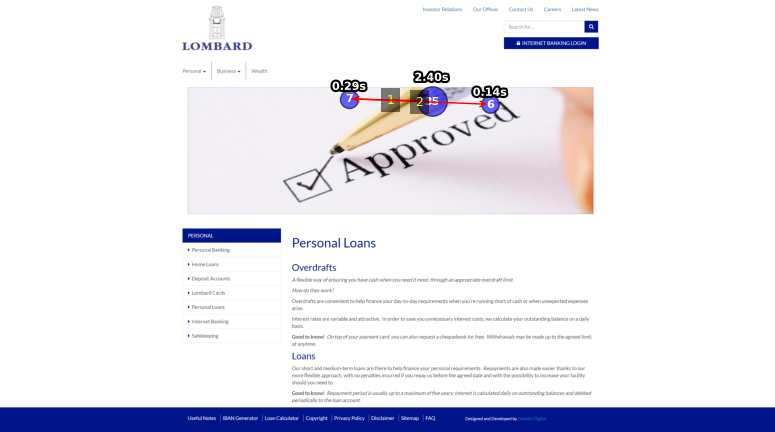 Investor Relations Our Offices Contact Us Careers Latest News
Search for...
LOMBARD
INTERNET BANKING LOGIN
Personal Business Wealth
0.29s 2.40s 0.14s
7 1 2 6
Approved
PERSONAL
Personal Banking
Home Loans
Deposit Accounts
Lombard Cards
Personal Loans
Internet Banking
Safekeeping
Personal Loans
Overdrafts
A flexible way of ensuring you have cash when you need it most, through an appropriate overdraft limit.
How do they work?
Overdrafts are convenient to help finance your day-to-day requirements when you're running short of cash or when unexpected expenses
arise.
Interest rates are variable and attractive. In order to save you unnecessary interest costs, we calculate your outstanding balance on a daily
basis.
Good to know! On top of your payment card, you can also request a chequebook for free. Withdrawals may be made up to the agreed limit,
at anytime.
Loans
Our short and medium-term loans are there to help finance your personal requirements. Repayments are also made easier thanks to our
more flexible approach, with no penalties incurred if you repay us before the agreed date and with the possibility to increase your facility
should you need to.
Good to know! Repayment period is usually up to a maximum of five years; interest is calculated daily on outstanding balances and debited
periodically to the loan account.
Useful Notes IBAN Generator Loan Calculator Copyright Privacy Policy Disclaimer Sitemap FAQ Designed and Developed by Deloitte Digital